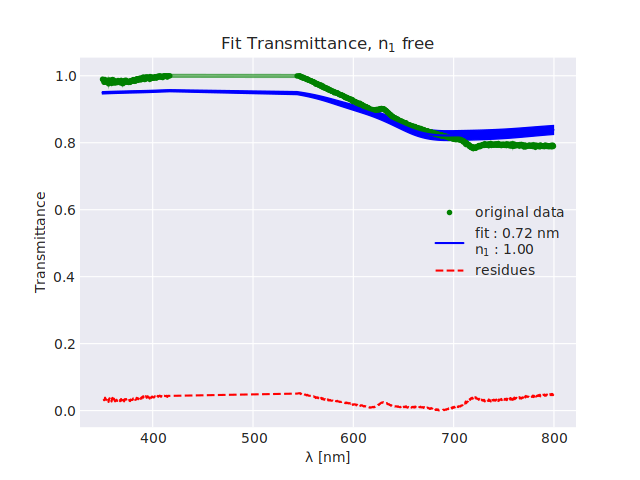 Fit Transmittance, n₁ free
Transmittance
1.0
0.8
0.6
0.4
0.2
0.0
original data
fit : 0.72 nm
n₁ : 1.00
residues
400 500 600 700 800
λ [nm]